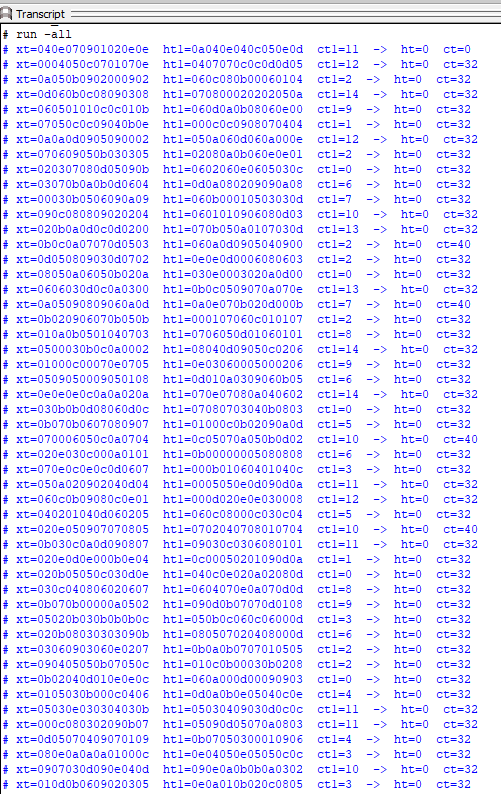 Transcript
# run -all
# xt=040e070901020e0e ht1=0a040e040c050e0d ct1=11 -> ht=0 ct=0
# xt=0004050c0701070e ht1=0407070c0c0d0d05 ct1=12 -> ht=0 ct=32
# xt=0a050b0902000902 ht1=060c080b00060104 ct1=2 -> ht=0 ct=32
# xt=0d060b0c08090308 ht1=070800020202050a ct1=14 -> ht=0 ct=32
# xt=060501010c0c010b ht1=060d0a0b08060e00 ct1=9 -> ht=0 ct=32
# xt=07050c0c09040b0e ht1=000c0c0908070404 ct1=1 -> ht=0 ct=32
# xt=0a0a0d0905090002 ht1=050a060d060a000e ct1=12 -> ht=0 ct=32
# xt=070609050b030305 ht1=02080a0b060e0e01 ct1=2 -> ht=0 ct=32
# xt=020307080d05090b ht1=0602060e0605030c ct1=0 -> ht=0 ct=32
# xt=03070b0a0b0d0604 ht1=0d0a080209090a08 ct1=6 -> ht=0 ct=32
# xt=00030b0506090a09 ht1=060b00010503030d ct1=7 -> ht=0 ct=32
# xt=090c080809020204 ht1=0601010906080d03 ct1=10 -> ht=0 ct=32
# xt=020b0a0d0c0d0200 ht1=070b050a0107030d ct1=13 -> ht=0 ct=32
# xt=0b0c0a07070d0503 ht1=060a0d0905040900 ct1=2 -> ht=0 ct=40
# xt=0d050809030d0702 ht1=0e0e0d0006080603 ct1=2 -> ht=0 ct=32
# xt=08050a06050b020a ht1=030e0003020a0d00 ct1=0 -> ht=0 ct=32
# xt=0606030d0c0a0300 ht1=0b0c0509070a070e ct1=13 -> ht=0 ct=32
# xt=0a05090809060a0d ht1=0a0e070b020d000b ct1=7 -> ht=0 ct=40
# xt=0b020906070b050b ht1=000107060c010107 ct1=2 -> ht=0 ct=32
# xt=010a0b0501040703 ht1=0706050d01060101 ct1=8 -> ht=0 ct=32
# xt=0500030b0c0a0002 ht1=08040d09050c0206 ct1=14 -> ht=0 ct=32
# xt=01000c00070e0705 ht1=0e03060005000206 ct1=9 -> ht=0 ct=32
# xt=0509050009050108 ht1=0d010a0309060b05 ct1=6 -> ht=0 ct=32
# xt=0e0e0e0c0a0a020a ht1=070e07080a040602 ct1=14 -> ht=0 ct=32
# xt=030b0b0d08060d0c ht1=07080703040b0803 ct1=0 -> ht=0 ct=32
# xt=0b070b0607080907 ht1=01000c0b02090a0d ct1=5 -> ht=0 ct=32
# xt=070006050c0a0704 ht1=0c05070a050b0d02 ct1=10 -> ht=0 ct=40
# xt=020e030c000a0101 ht1=0b00000005080808 ct1=6 -> ht=0 ct=32
# xt=070e0c0e0c0d0607 ht1=000b01060401040c ct1=3 -> ht=0 ct=32
# xt=050a020902040d04 ht1=0005050e0d090d0a ct1=11 -> ht=0 ct=32
# xt=060c0b09080c0e01 ht1=000d020e0e030008 ct1=12 -> ht=0 ct=32
# xt=040201040d060205 ht1=060c08000c030c04 ct1=5 -> ht=0 ct=32
# xt=020e050907070805 ht1=0702040708010704 ct1=10 -> ht=0 ct=40
# xt=0b030c0a0d090807 ht1=09030c0306080101 ct1=11 -> ht=0 ct=32
# xt=020e0d0e000b0e04 ht1=0c00050201090d0a ct1=1 -> ht=0 ct=32
# xt=020b05050c030d0e ht1=040c0e020a02080d ct1=0 -> ht=0 ct=32
# xt=030c040806020607 ht1=0604070e0a070d0d ct1=8 -> ht=0 ct=32
# xt=0b070b00000a0502 ht1=090d0b07070d0108 ct1=9 -> ht=0 ct=32
# xt=05020b030b0b0b0c ht1=050b0c060c06000d ct1=3 -> ht=0 ct=32
# xt=020b08030303090b ht1=080507020408000d ct1=6 -> ht=0 ct=32
# xt=03060903060e0207 ht1=0b0a0b0707010505 ct1=2 -> ht=0 ct=32
# xt=090405050b07050c ht1=010c0b00030b0208 ct1=2 -> ht=0 ct=32
# xt=0b02040d010e0e0c ht1=060a000d00090903 ct1=0 -> ht=0 ct=32
# xt=0105030b000c0406 ht1=0d0a0b0e05040c0e ct1=4 -> ht=0 ct=32
# xt=05030e030304030b ht1=05030409030d0c0c ct1=11 -> ht=0 ct=32
# xt=000c080302090b07 ht1=05090d05070a0803 ct1=11 -> ht=0 ct=32
# xt=0d05070409070109 ht1=0b07050300010906 ct1=4 -> ht=0 ct=32
# xt=080e0a0a0a01000c ht1=0e04050e05050c0c ct1=3 -> ht=0 ct=32
# xt=0907030d090e040d ht1=090e0a0b0b0a0302 ct1=10 -> ht=0 ct=32
# xt=010d0b0609020305 ht1=0e0a010b020c0805 ct1=3 -> ht=0 ct=32